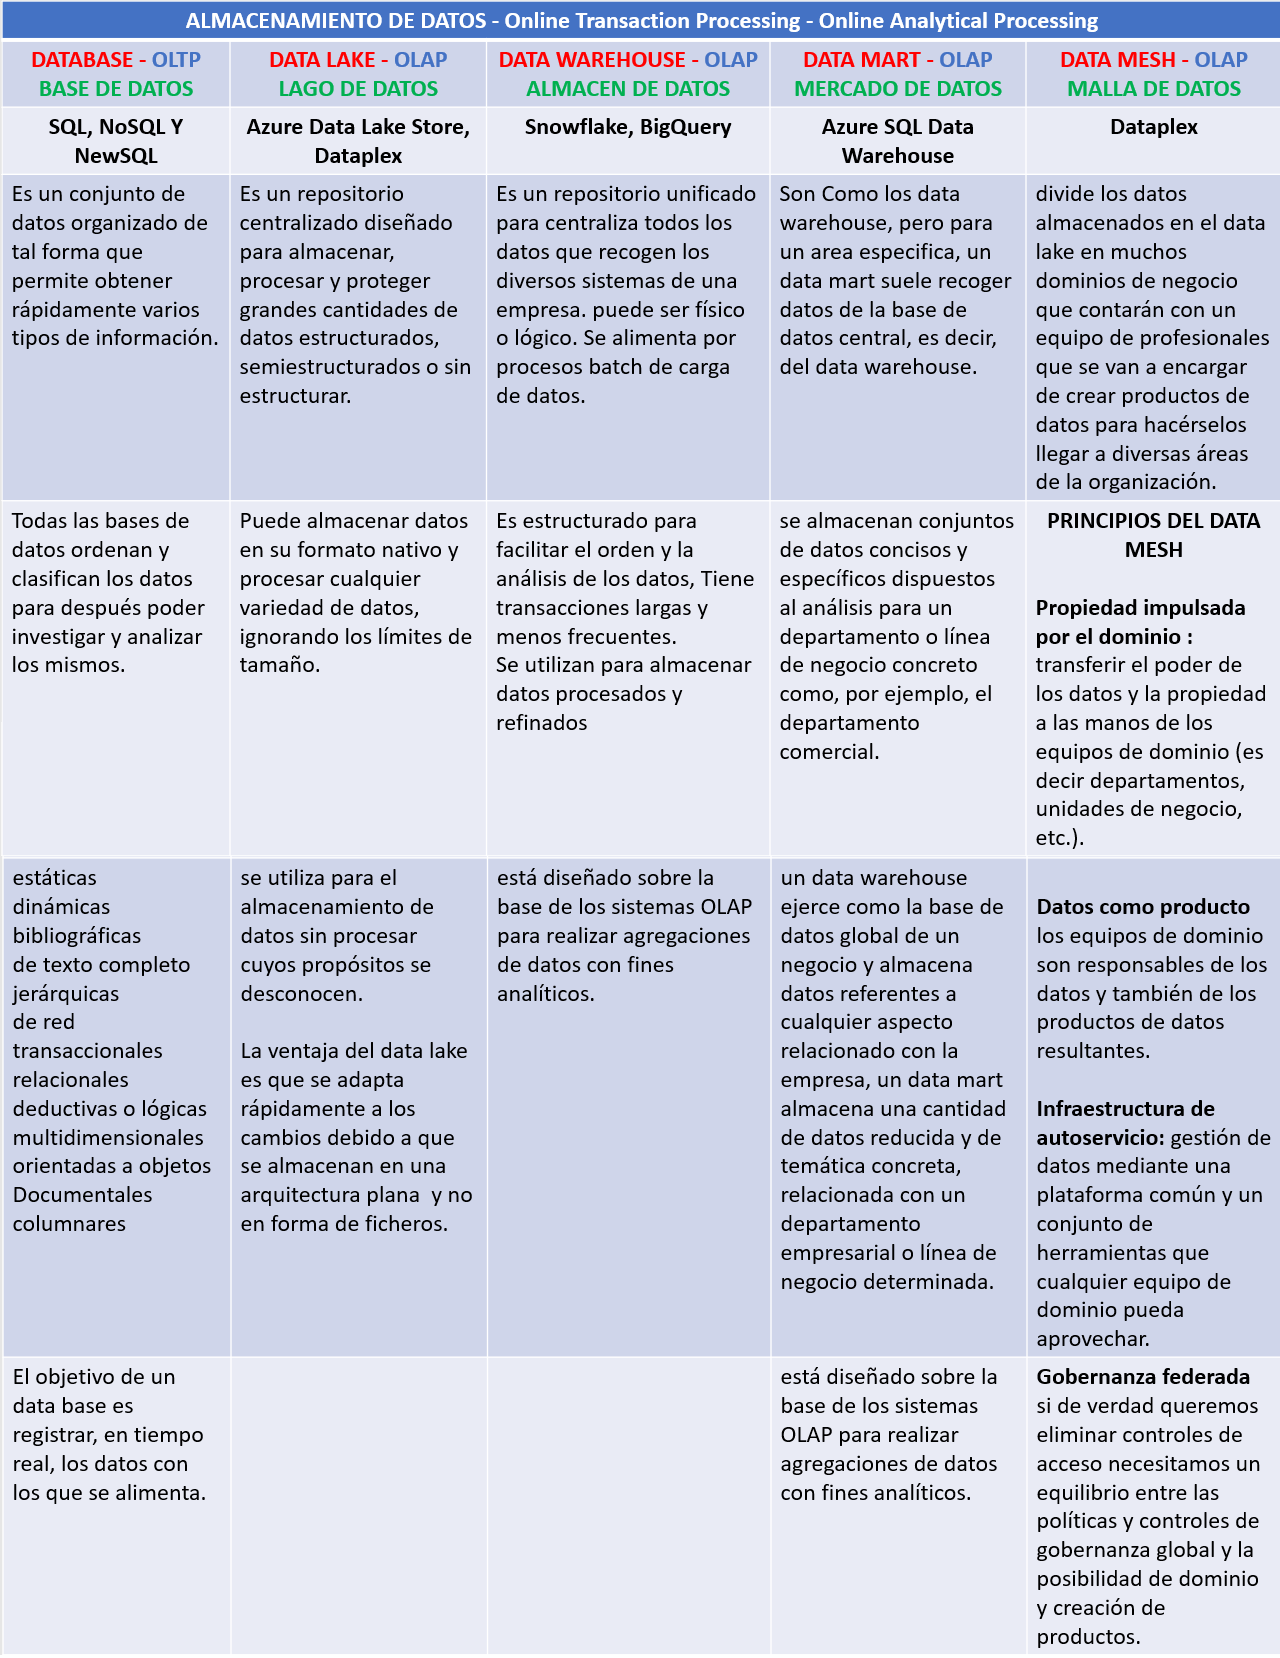 ALMACENAMIENTO DE DATOS - Online Transaction Processing - Online Analytical Processing
DATABASE - OLTP
BASE DE DATOS
DATA LAKE - OLAP
LAGO DE DATOS
DATA WAREHOUSE - OLAP
ALMACEN DE DATOS
DATA MART - OLAP
MERCADO DE DATOS
DATA MESH - OLAP
MALLA DE DATOS
SQL, NoSQL Y
NewSQL
Azure Data Lake Store,
Dataplex
Snowflake, BigQuery
Azure SQL Data
Warehouse
Dataplex
Es un conjunto de
datos organizado de
tal forma que
permite obtener
rápidamente varios
tipos de información.
Es un repositorio
centralizado diseñado
para almacenar,
procesar y proteger
grandes cantidades de
datos estructurados,
semiestructurados o sin
estructurar.
Es un repositorio unificado
para centraliza todos los
datos que recogen los
diversos sistemas de una
empresa. puede ser físico
o lógico. Se alimenta por
procesos batch de carga
de datos.
Son Como los data
warehouse, pero para
un area especifica, un
data mart suele recoger
datos de la base de
datos central, es decir,
del data warehouse.
divide los datos
almacenados en el data
lake en muchos
dominios de negocio
que contarán con un
equipo de profesionales
que se van a encargar
de crear productos de
datos para hacérselos
llegar a diversas áreas
de la organización.
Todas las bases de
datos ordenan y
clasifican los datos
para después poder
investigar y analizar
los mismos.
Puede almacenar datos
en su formato nativo y
procesar cualquier
variedad de datos,
ignorando los límites de
tamaño.
Es estructurado para
facilitar el orden y la
análisis de los datos, Tiene
transacciones largas y
menos frecuentes.
Se utilizan para almacenar
datos procesados y
refinados
se almacenan conjuntos
de datos concisos y
específicos dispuestos
al análisis para un
departamento o línea
de negocio concreto
como, por ejemplo, el
departamento
comercial.
PRINCIPIOS DEL DATA
MESH
Propiedad impulsada
por el dominio :
transferir el poder de
los datos y la propiedad
a las manos de los
equipos de dominio (es
decir departamentos,
unidades de negocio,
etc.).
estáticas
dinámicas
bibliográficas
de texto completo
jerárquicas
de red
transaccionales
relacionales
deductivas o lógicas
multidimensionales
orientadas a objetos
Documentales
columnares
se utiliza para el
almacenamiento de
datos sin procesar
cuyos propósitos se
desconocen.
La ventaja del data lake
es que se adapta
rápidamente a los
cambios debido a que
se almacenan en una
arquitectura plana  y no
en forma de ficheros.
está diseñado sobre la
base de los sistemas OLAP
para realizar agregaciones
de datos con fines
analíticos.
un data warehouse
ejerce como la base de
datos global de un
negocio y almacena
datos referentes a
cualquier aspecto
relacionado con la
empresa, un data mart
almacena una cantidad
de datos reducida y de
temática concreta,
relacionada con un
departamento
empresarial o línea de
negocio determinada.
Datos como producto
los equipos de dominio
son responsables de los
datos y también de los
productos de datos
resultantes.
Infraestructura de
autoservicio: gestión de
datos mediante una
plataforma común y un
conjunto de
herramientas que
cualquier equipo de
dominio pueda
aprovechar.
El objetivo de un
data base es
registrar, en tiempo
real, los datos con
los que se alimenta.
está diseñado sobre la
base de los sistemas
OLAP para realizar
agregaciones de datos
con fines analíticos.
Gobernanza federada
si de verdad queremos
eliminar controles de
acceso necesitamos un
equilibrio entre las
políticas y controles de
gobernanza global y la
posibilidad de dominio
y creación de
productos.